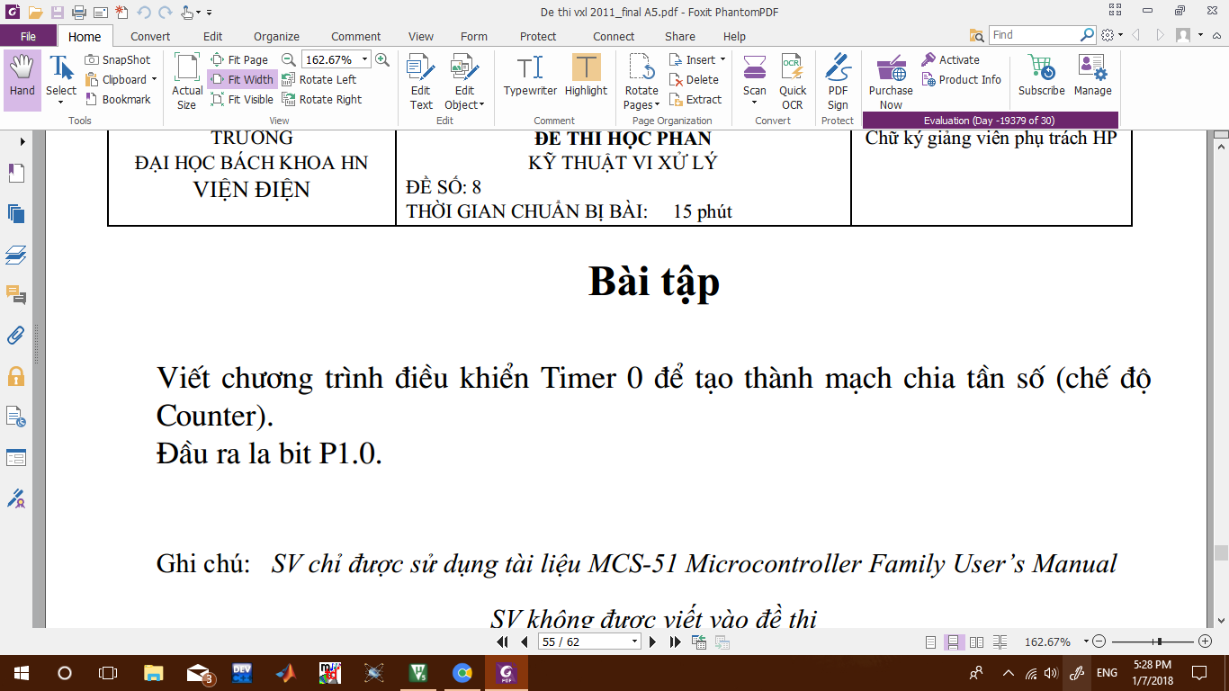 De thi vxl 2011_final A5.pdf - Foxit PhantomPDF
File Home Convert Edit Organize Comment View Form Protect Connect Share Help Find
Hand
Select
SnapShot
Clipboard
Bookmark
Tools
Actual Size
Fit Page
Fit Width
Fit Visible
162.67%
Rotate Left
Rotate Right
View
Edit Text
Edit Object
Edit
Typewriter
Highlight
Comment
Rotate Pages
Insert
Delete
Extract
Page Organization
Scan
Quick OCR
Convert
PDF Sign
Protect
Purchase Now
Activate
Product Info
Subscribe
Manage
Evaluation (Day -19379 of 30)
TRƯỜNG
ĐẠI HỌC BÁCH KHOA HN
VIỆN ĐIỆN
ĐỀ THI HỌC PHẦN
KỸ THUẬT VI XỬ LÝ
ĐỀ SỐ: 8
THỜI GIAN CHUẨN BỊ BÀI: 15 phút
Chữ ký giảng viên phụ trách HP
Bài tập
Viết chương trình điều khiển Timer 0 để tạo thành mạch chia tần số (chế độ
Counter).
Đầu ra la bit P1.0.
Ghi chú: SV chỉ được sử dụng tài liệu MCS-51 Microcontroller Family User's Manual
SV không được viết vào đề thi
55 / 62
162.67%
DEV
3
PDF
ENG
5:28 PM
1/7/2018